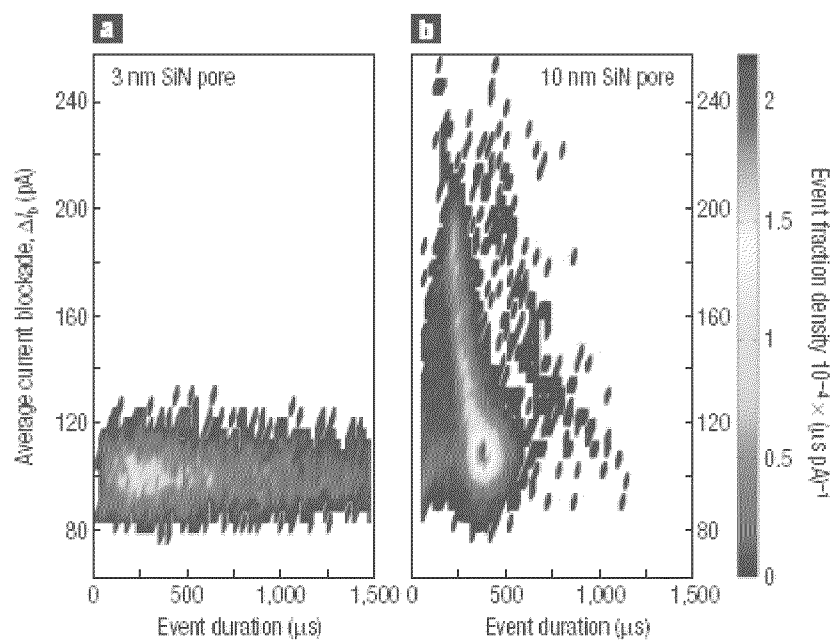 a
b
3 nm SiN pore
10 nm SiN pore
240
200
160
120
80
Average current blockade, ΔI_b (pA)
0
500
1,000
1,500
Event duration (μs)
240
200
160
120
80
0
500
1,000
1,500
Event duration (μs)
2
1.5
1
0.5
0
Event fraction density 10⁻⁴ × (μs pA)⁻¹